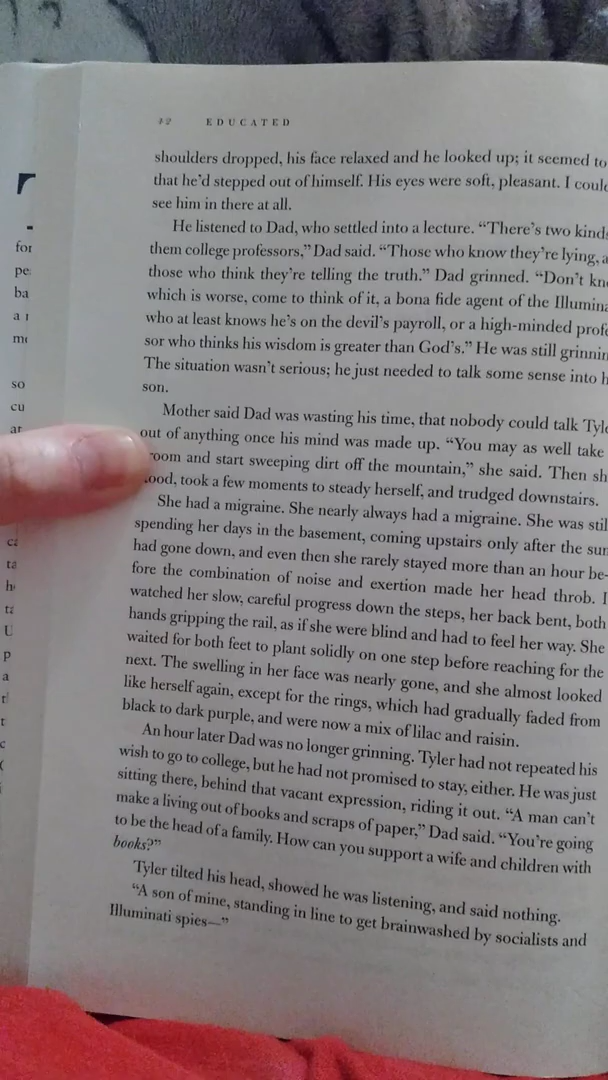 42 EDUCATED
shoulders dropped, his face relaxed and he looked up; it seemed to
that he'd stepped out of himself. His eyes were soft, pleasant. I coul
see him in there at all.
He listened to Dad, who settled into a lecture. “There's two kind
them college professors,” Dad said. “Those who know they're lying, a
those who think they're telling the truth.” Dad grinned. “Don't kn
which is worse, come to think of it, a bona fide agent of the Illumina
who at least knows he's on the devil's payroll, or a high-minded profe
sor who thinks his wisdom is greater than God's.” He was still grinnin
The situation wasn't serious; he just needed to talk some sense into h
son.
Mother said Dad was wasting his time, that nobody could talk Tyle
out of anything once his mind was made up. “You may as well take
room and start sweeping dirt off the mountain,” she said. Then sh
ood, took a few moments to steady herself, and trudged downstairs.
She had a migraine. She nearly always had a migraine. She was stil
spending her days in the basement, coming upstairs only after the sun
had gone down, and even then she rarely stayed more than an hour be-
fore the combination of noise and exertion made her head throb. I
watched her slow, careful progress down the steps, her back bent, both
hands gripping the rail, as if she were blind and had to feel her way. She
waited for both feet to plant solidly on one step before reaching for the
next. The swelling in her face was nearly gone, and she almost looked
like herself again, except for the rings, which had gradually faded from
black to dark purple, and were now a mix of lilac and raisin.
An hour later Dad was no longer grinning. Tyler had not repeated his
wish to go to college, but he had not promised to stay, either. He was just
sitting there, behind that vacant expression, riding it out. “A man can't
make a living out of books and scraps of paper,” Dad said. “You're going
to be the head of a family. How can you support a wife and children with
books?”
Tyler tilted his head, showed he was listening, and said nothing.
“A son of mine, standing in line to get brainwashed by socialists and
Illuminati spies—”